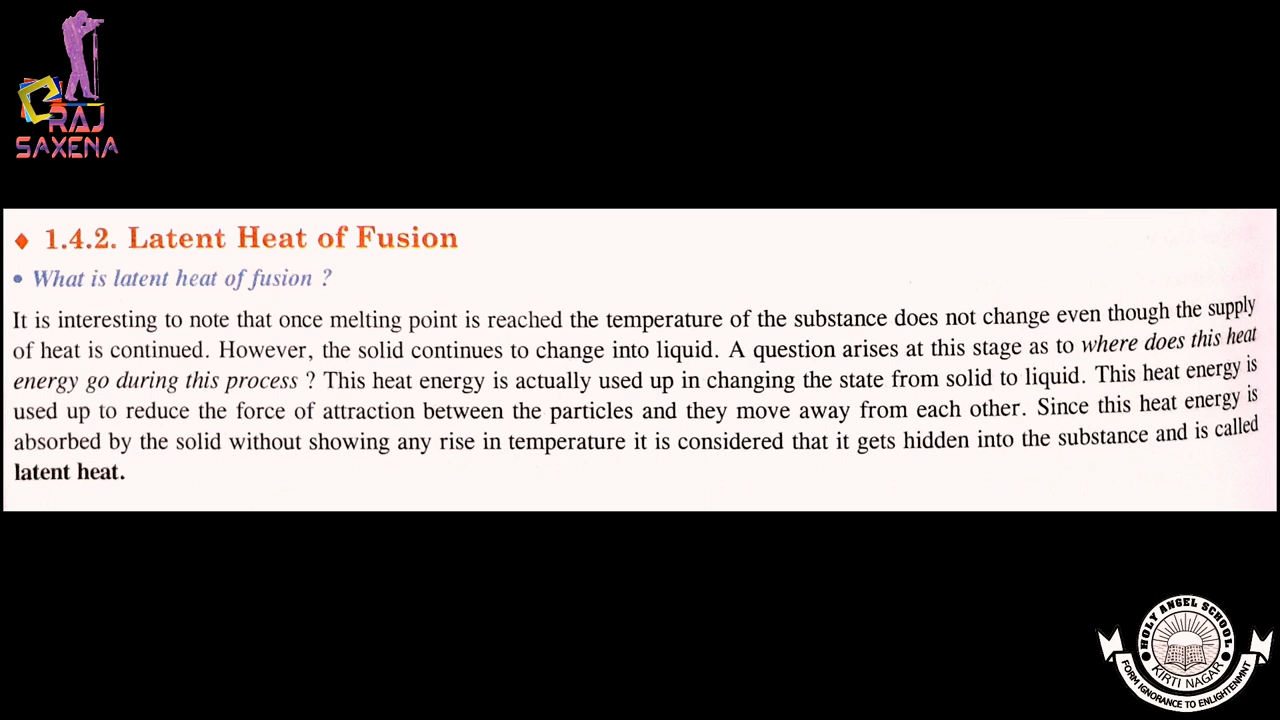 RAJ
SAXENA
♦ 1.4.2. Latent Heat of Fusion
• What is latent heat of fusion ?
It is interesting to note that once melting point is reached the temperature of the substance does not change even though the supply
of heat is continued. However, the solid continues to change into liquid. A question arises at this stage as to where does this heat
energy go during this process ? This heat energy is actually used up in changing the state from solid to liquid. This heat energy is
used up to reduce the force of attraction between the particles and they move away from each other. Since this heat energy is
absorbed by the solid without showing any rise in temperature it is considered that it gets hidden into the substance and is called
latent heat.
HOLY ANGEL SCHOOL
KIRTI NAGAR
FORM IGNORANCE TO ENLIGHTENMNT